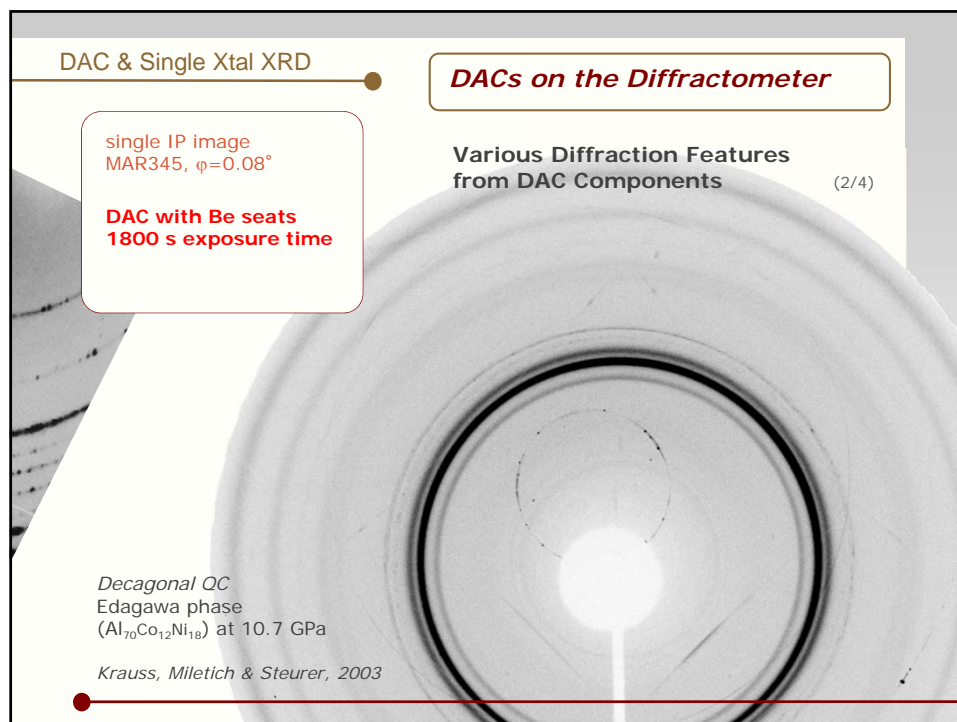 DAC & Single Xtal XRD
DACs on the Diffractometer
single IP image
MAR345, φ=0.08°
DAC with Be seats
1800 s exposure time
Various Diffraction Features
from DAC Components
(2/4)
Decagonal QC
Edagawa phase
(Al₇₀Co₁₂Ni₁₈) at 10.7 GPa
Krauss, Miletich & Steurer, 2003